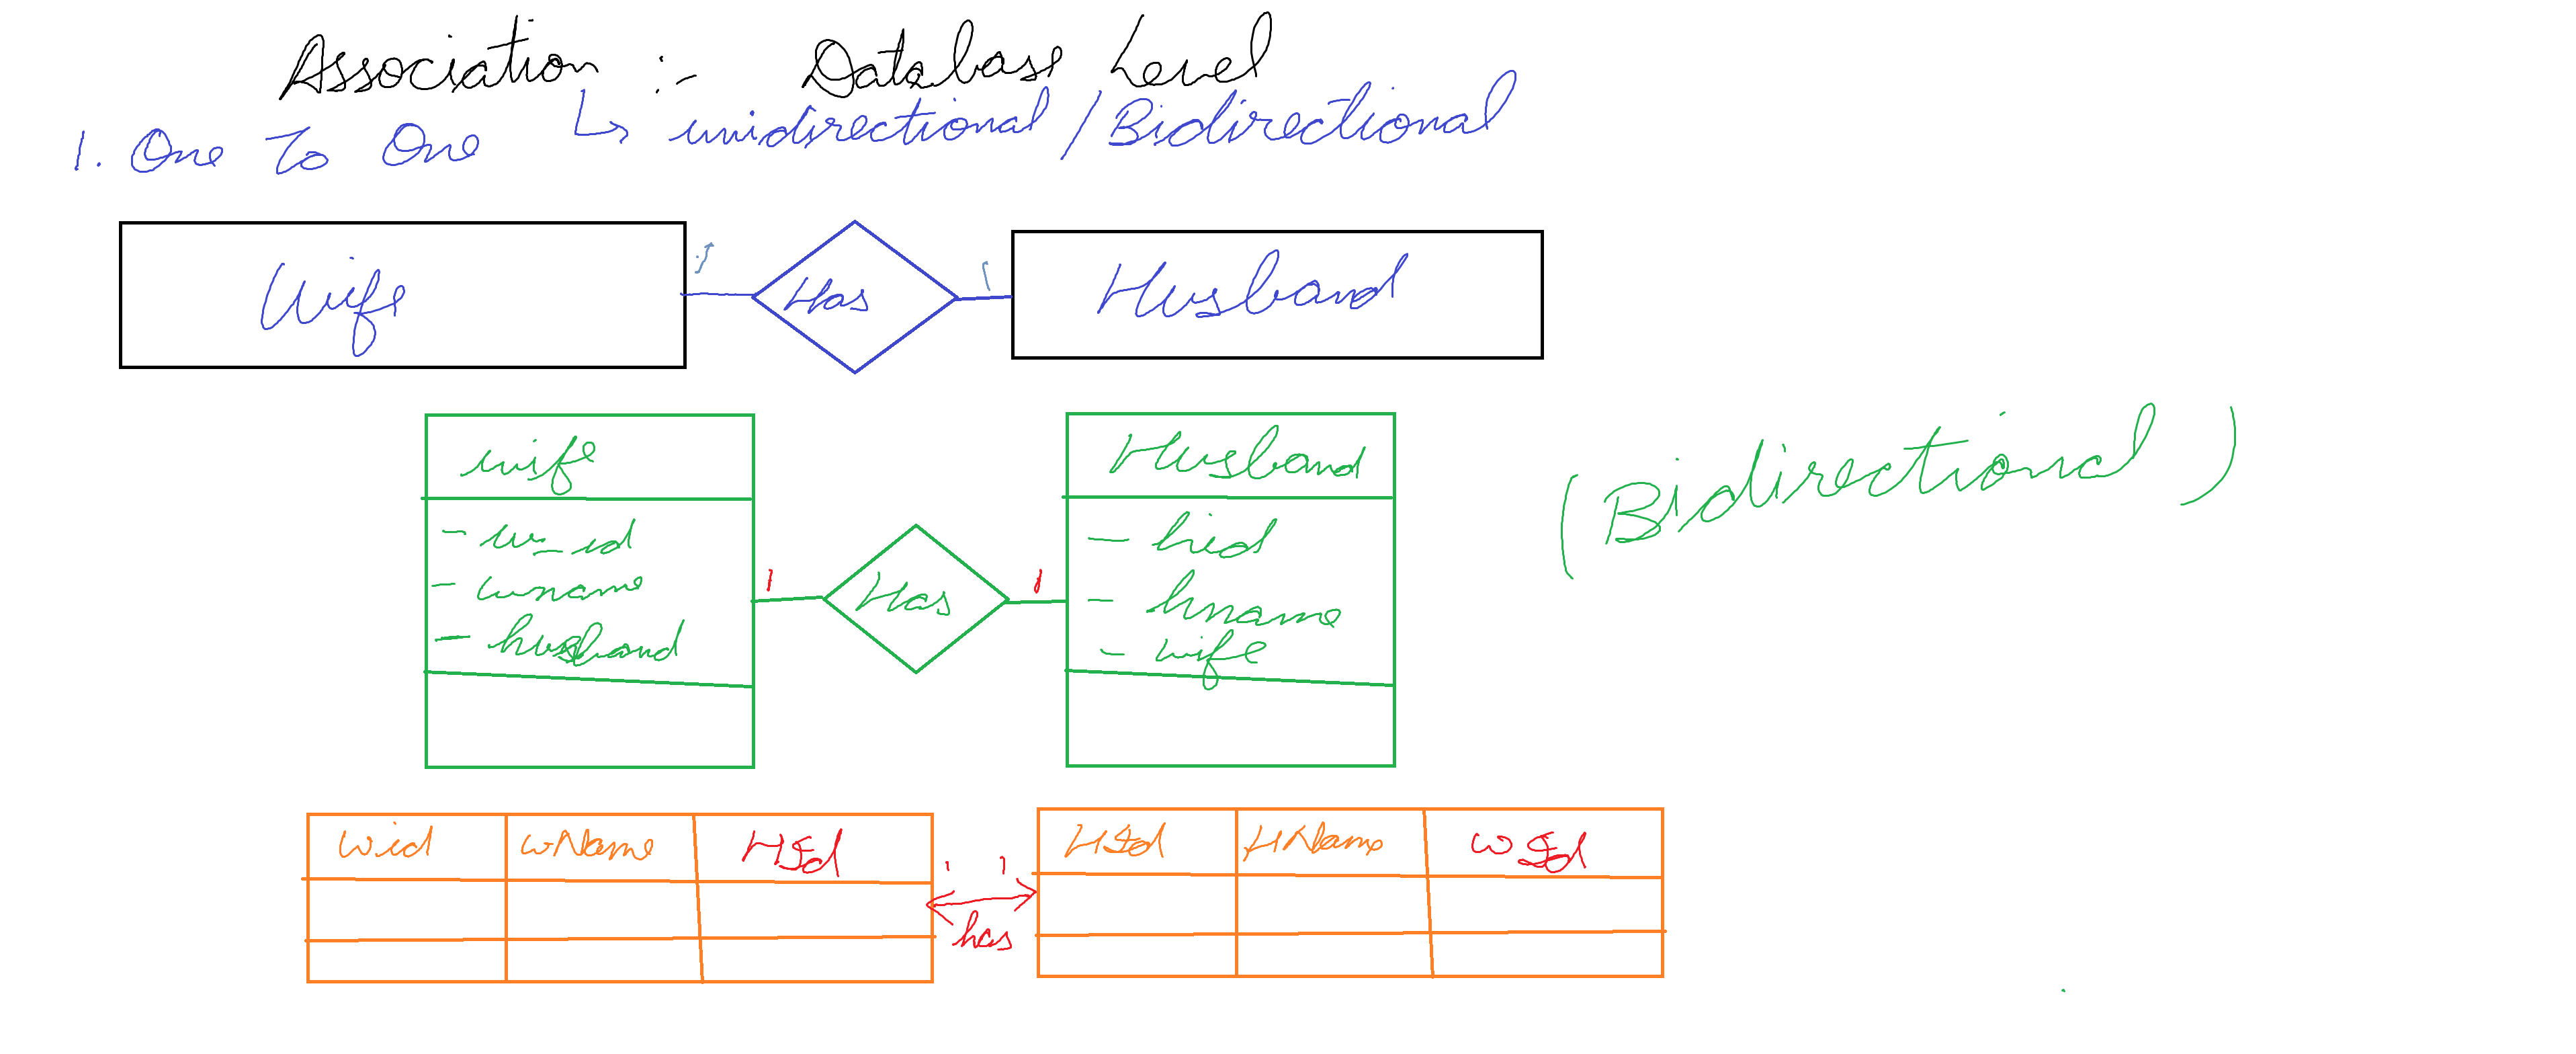 Association :- Database Level
↳ unidirectional / Bidirectional
1. One To One
Wife
1
Has
1
Husband
wife
- w_id
- wname
- husband
1
Has
1
Husband
- hid
- hname
- wife
(Bidirectional)
Wid wName HId
1 1
has
HId HName WId